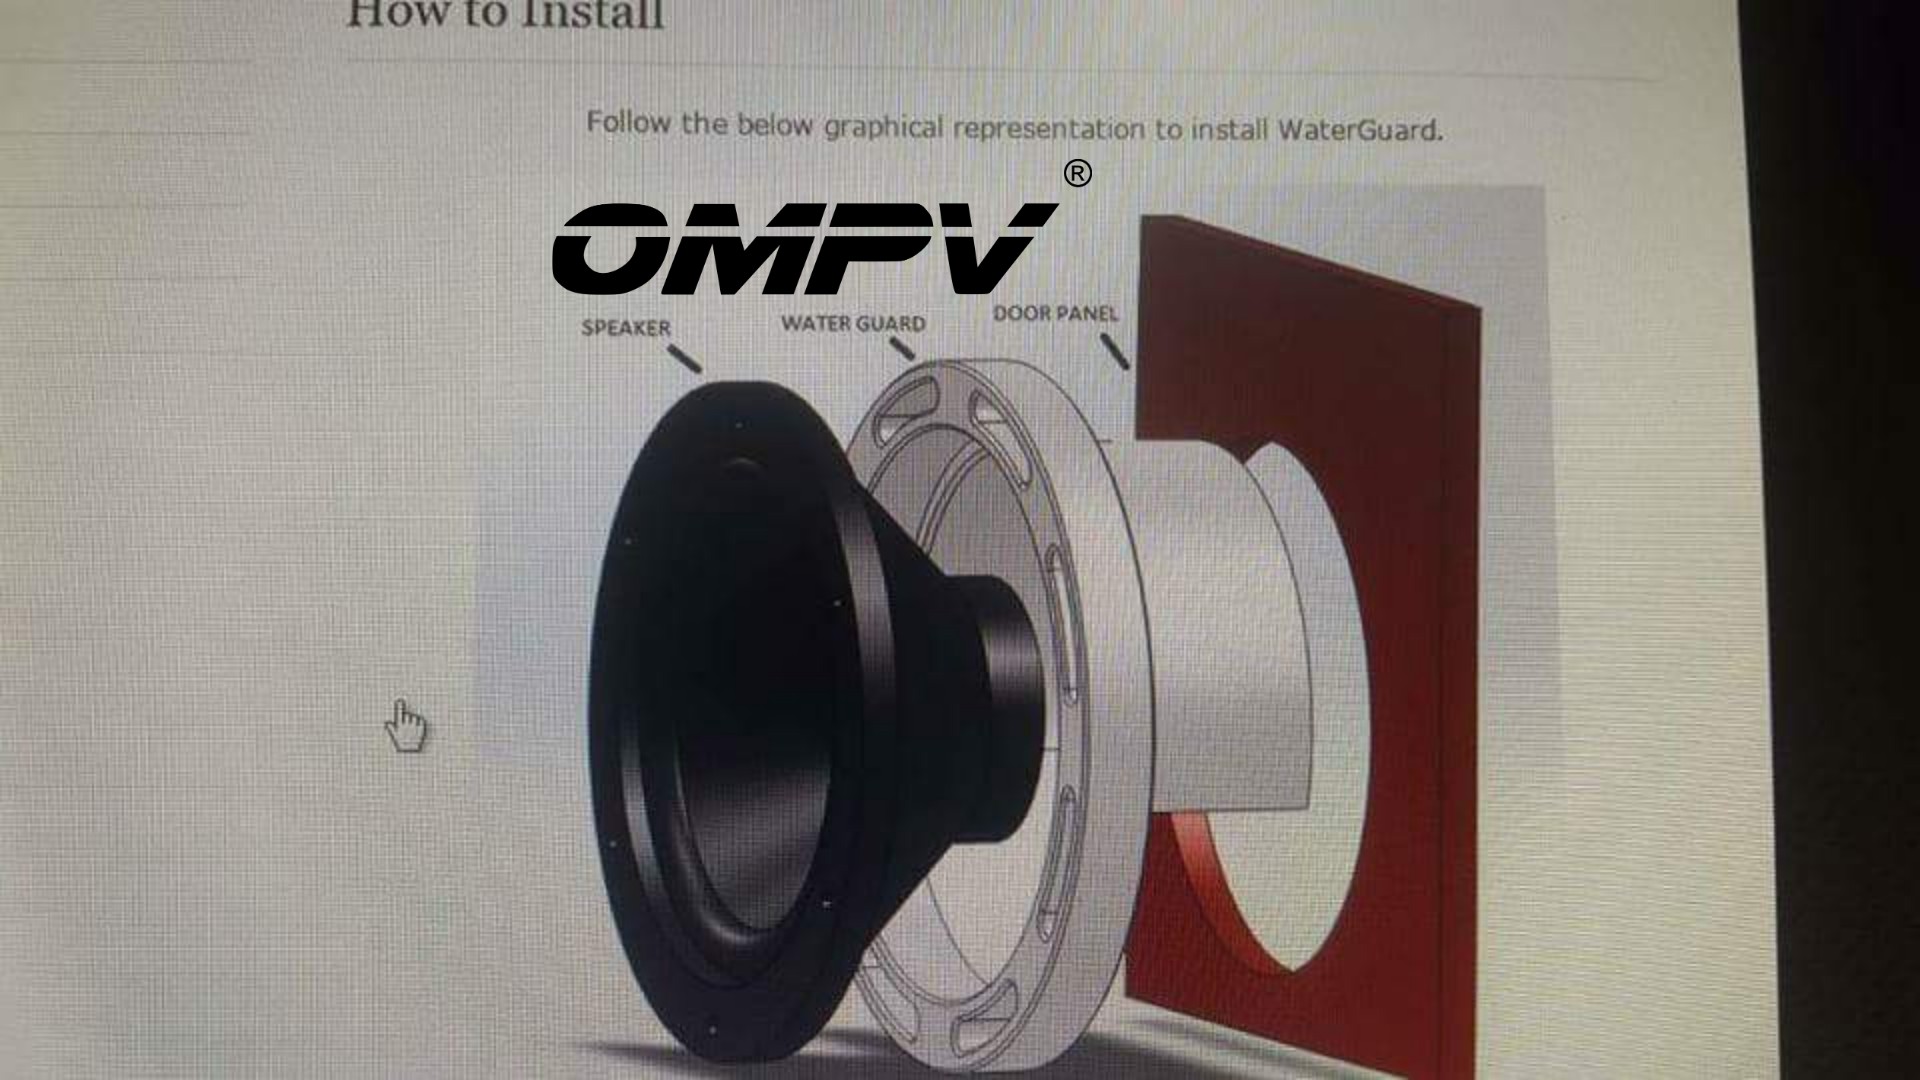 How to Install
Follow the below graphical representation to install WaterGuard.
®
OMPV
SPEAKER
WATER GUARD
DOOR PANEL